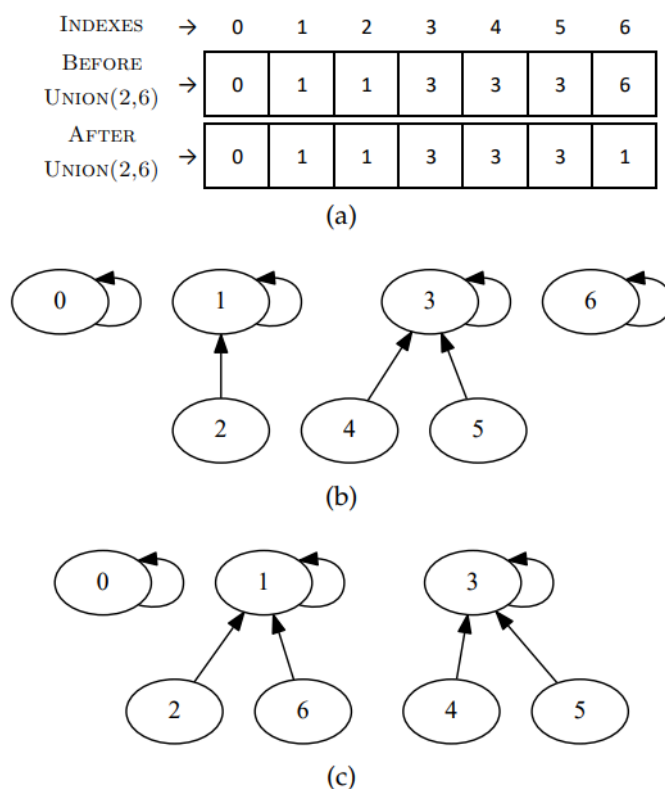 INDEXES → 0 1 2 3 4 5 6
BEFORE
UNION(2,6) → 0 1 1 3 3 3 6
AFTER
UNION(2,6) → 0 1 1 3 3 3 1
(a)
0 1 3 6
2 4 5
(b)
0 1 3
2 6 4 5
(c)